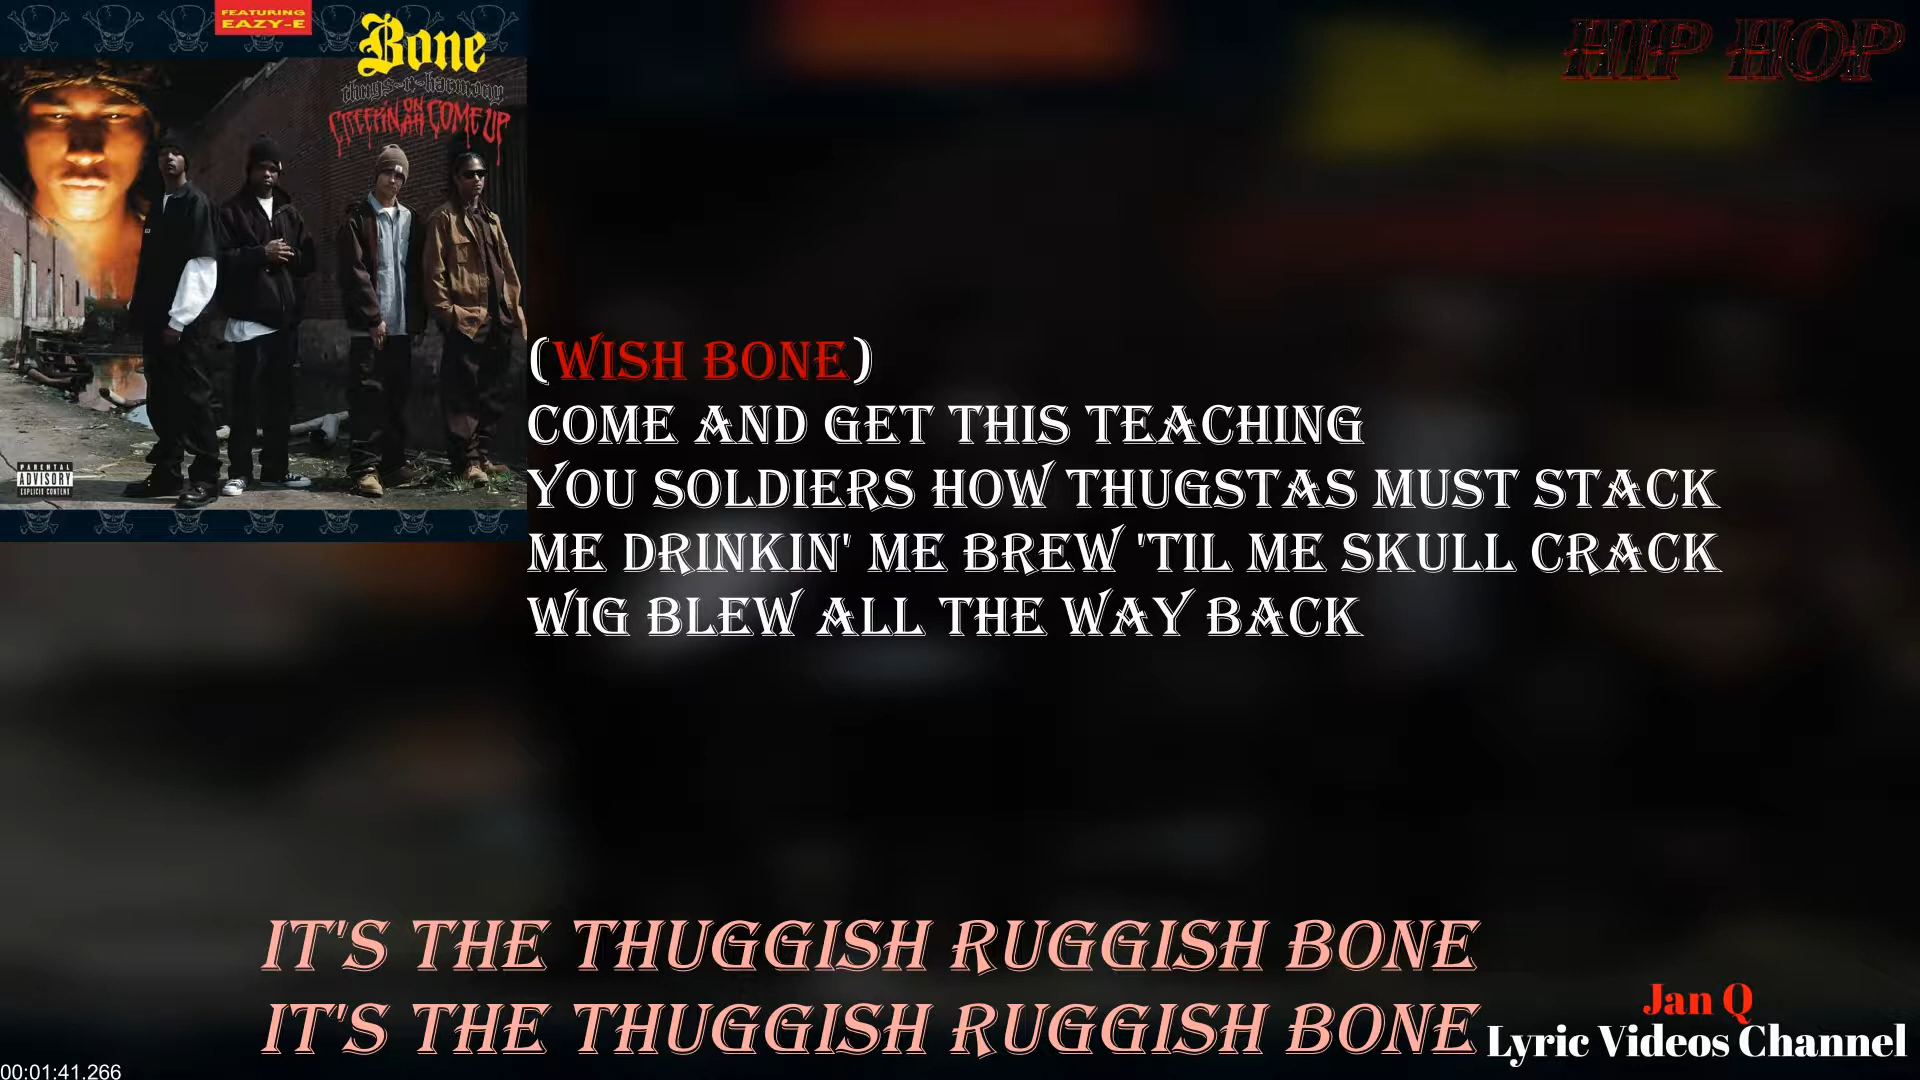 FEATURING
EAZY-E
Bone
thugs-n-harmony
CREEPIN ON AH COME UP
HIP HOP
PARENTAL
ADVISORY
EXPLICIT CONTENT
(WISH BONE)
COME AND GET THIS TEACHING
YOU SOLDIERS HOW THUGSTAS MUST STACK
ME DRINKIN' ME BREW 'TIL ME SKULL CRACK
WIG BLEW ALL THE WAY BACK
IT'S THE THUGGISH RUGGISH BONE
IT'S THE THUGGISH RUGGISH BONE
Jan Q
Lyric Videos Channel
00:01:41.266